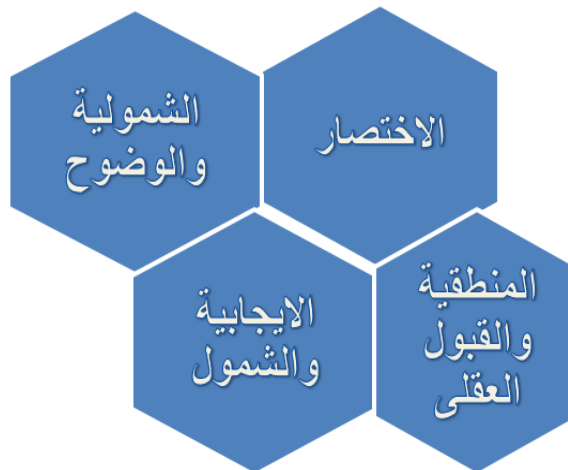 الاختصار
الشمولية
والوضوح
المنطقية
والقبول
العقلى
الايجابية
والشمول